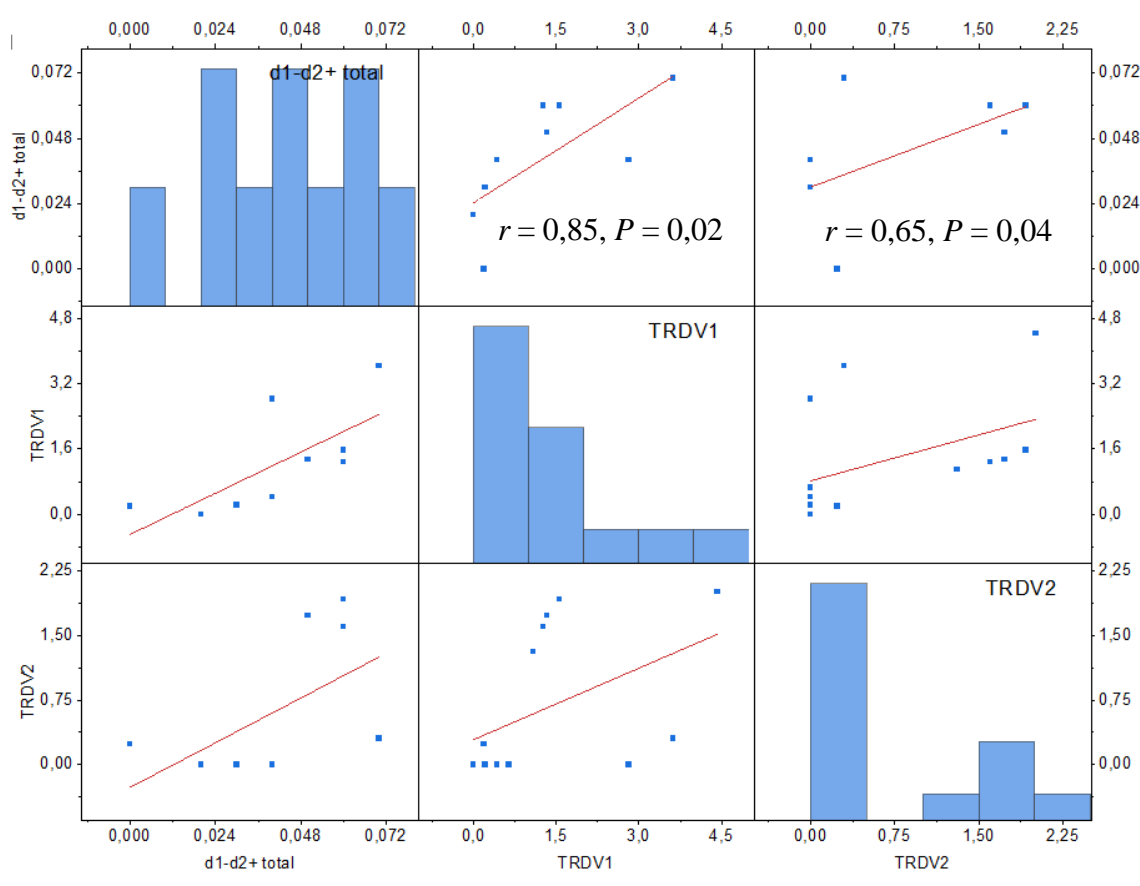 0,000 0,024 0,048 0,072 0,0 1,5 3,0 4,5 0,00 0,75 1,50 2,25
d1-d2+ total
0,072 0,072
0,048 0,048
0,024 0,024
0,000 0,000
d1-d2+ total
r = 0,85, P = 0,02
r = 0,65, P = 0,04
4,8 4,8
TRDV1
3,2 3,2
1,6 1,6
0,0 0,0
TRDV1
2,25 2,25
TRDV2
1,50 1,50
0,75 0,75
0,00 0,00
TRDV2
0,000 0,024 0,048 0,072 0,0 1,5 3,0 4,5 0,00 0,75 1,50 2,25
d1-d2+ total TRDV1 TRDV2